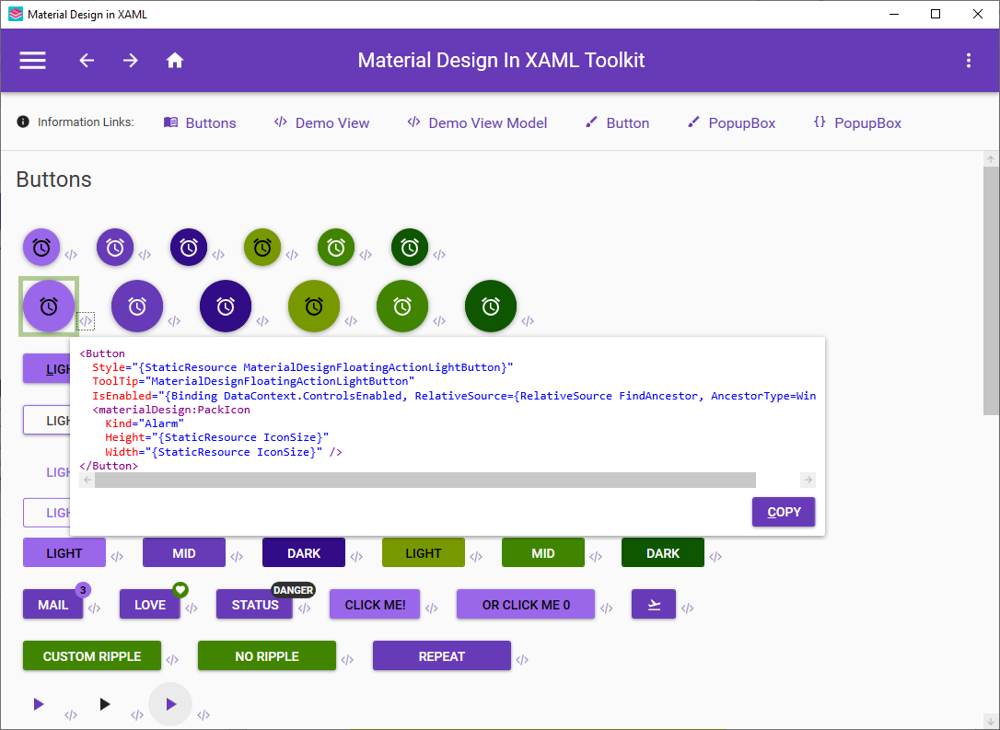 Material Design in XAML
Material Design In XAML Toolkit
Information Links: Buttons Demo View Demo View Model Button PopupBox PopupBox
Buttons
<Button
Style="{StaticResource MaterialDesignFloatingActionLightButton}"
ToolTip="MaterialDesignFloatingActionLightButton"
IsEnabled="{Binding DataContext.ControlsEnabled, RelativeSource={RelativeSource FindAncestor, AncestorType=Win
<materialDesign:PackIcon
Kind="Alarm"
Height="{StaticResource IconSize}"
Width="{StaticResource IconSize}" />
</Button>
COPY
LIGH
LIGH
LIGH
LIGH
LIGHT MID DARK LIGHT MID DARK
MAIL 3 LOVE STATUS DANGER CLICK ME! OR CLICK ME 0
CUSTOM RIPPLE NO RIPPLE REPEAT